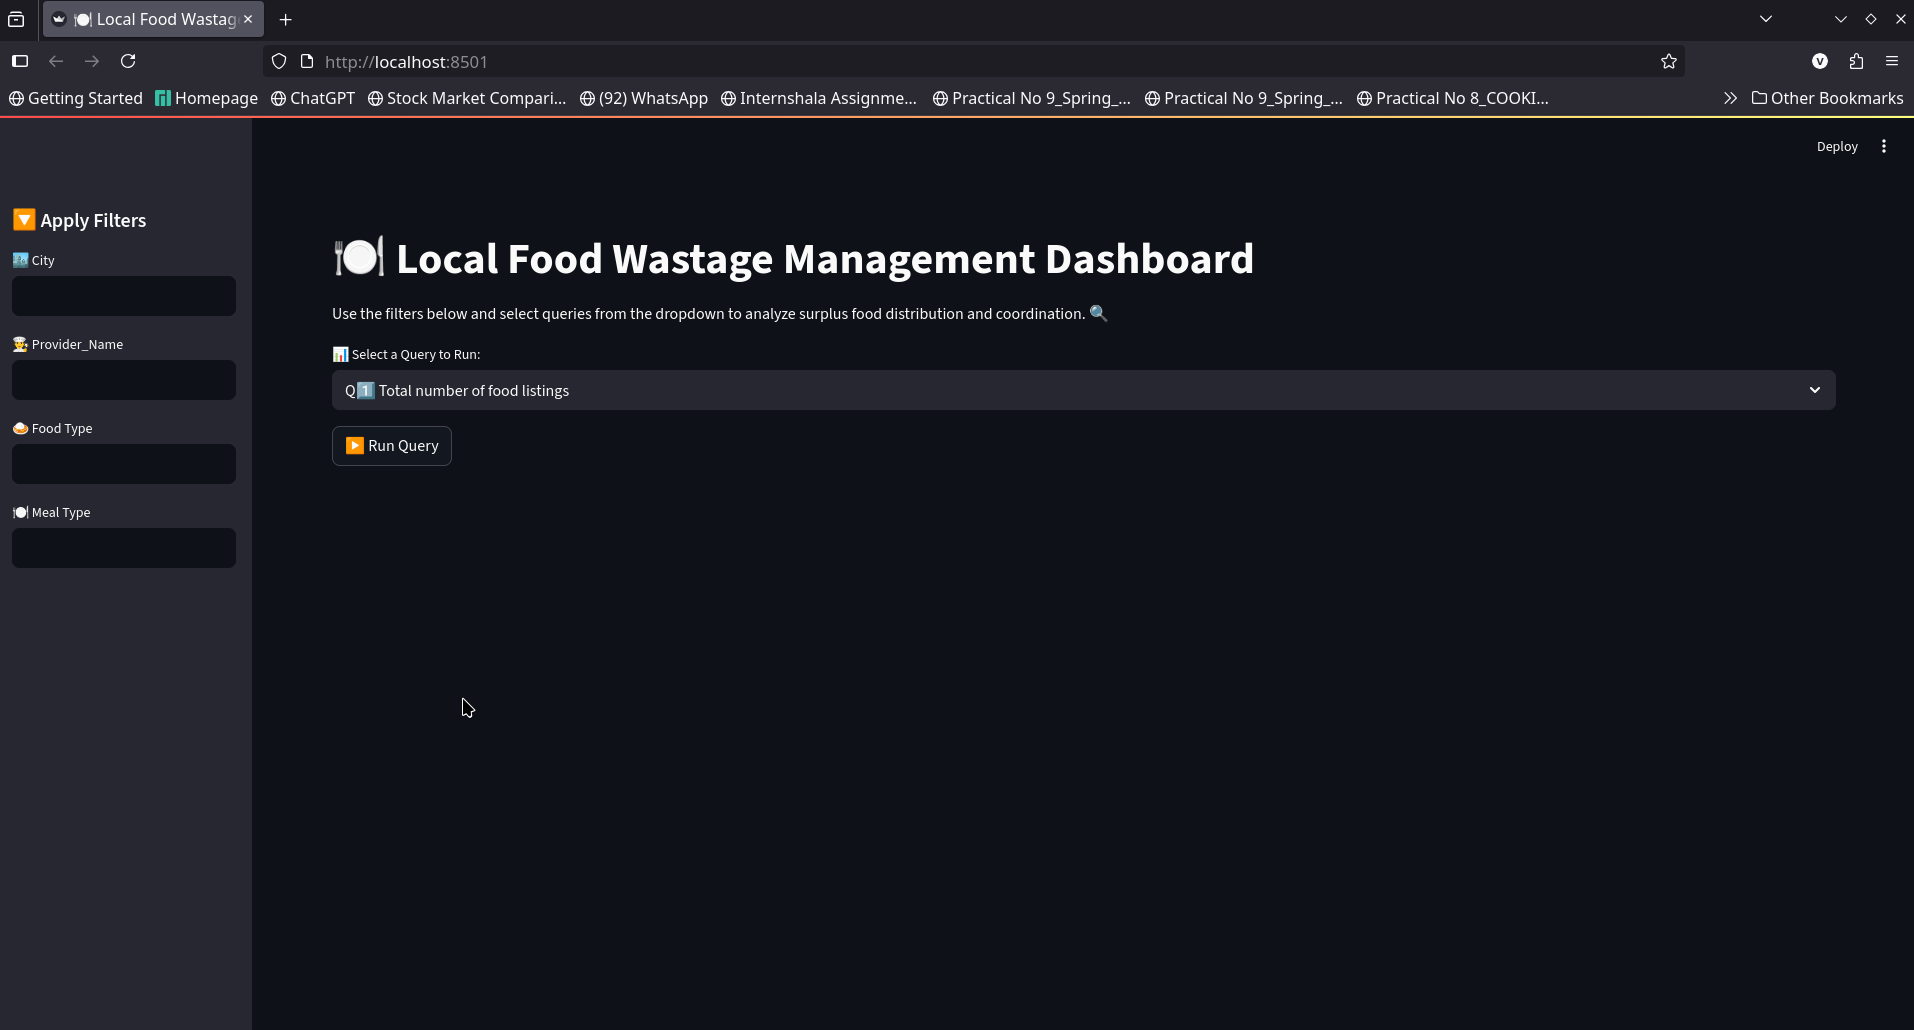 🍽️ Local Food Wastag
http://localhost:8501
Getting Started Homepage ChatGPT Stock Market Compari... (92) WhatsApp Internshala Assignme... Practical No 9_Spring_... Practical No 9_Spring_... Practical No 8_COOKI... Other Bookmarks
Deploy
🔽 Apply Filters
🏙️ City
🧑‍🍳 Provider_Name
🍛 Food Type
🍽️ Meal Type
🍽️ Local Food Wastage Management Dashboard
Use the filters below and select queries from the dropdown to analyze surplus food distribution and coordination. 🔍
📊 Select a Query to Run:
Q1️⃣ Total number of food listings
▶️ Run Query